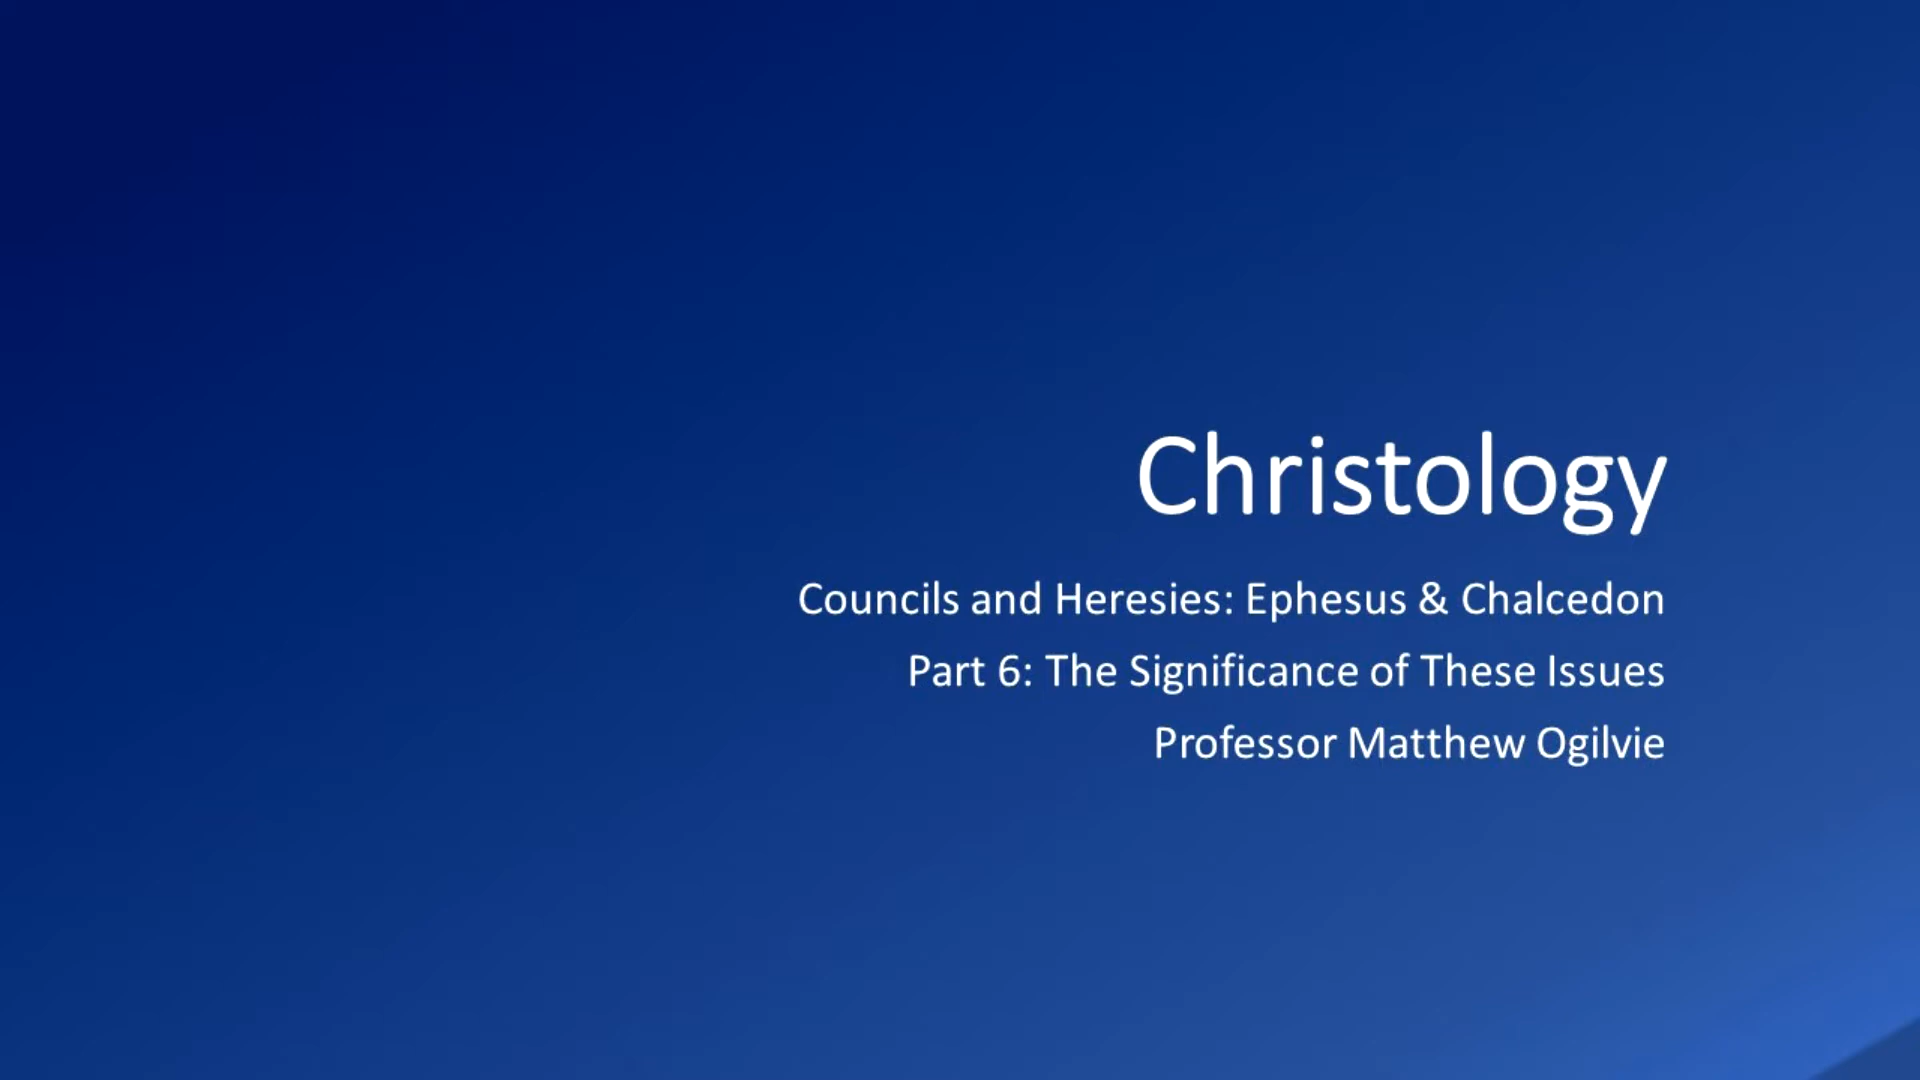 Christology
Councils and Heresies: Ephesus & Chalcedon
Part 6: The Significance of These Issues
Professor Matthew Ogilvie